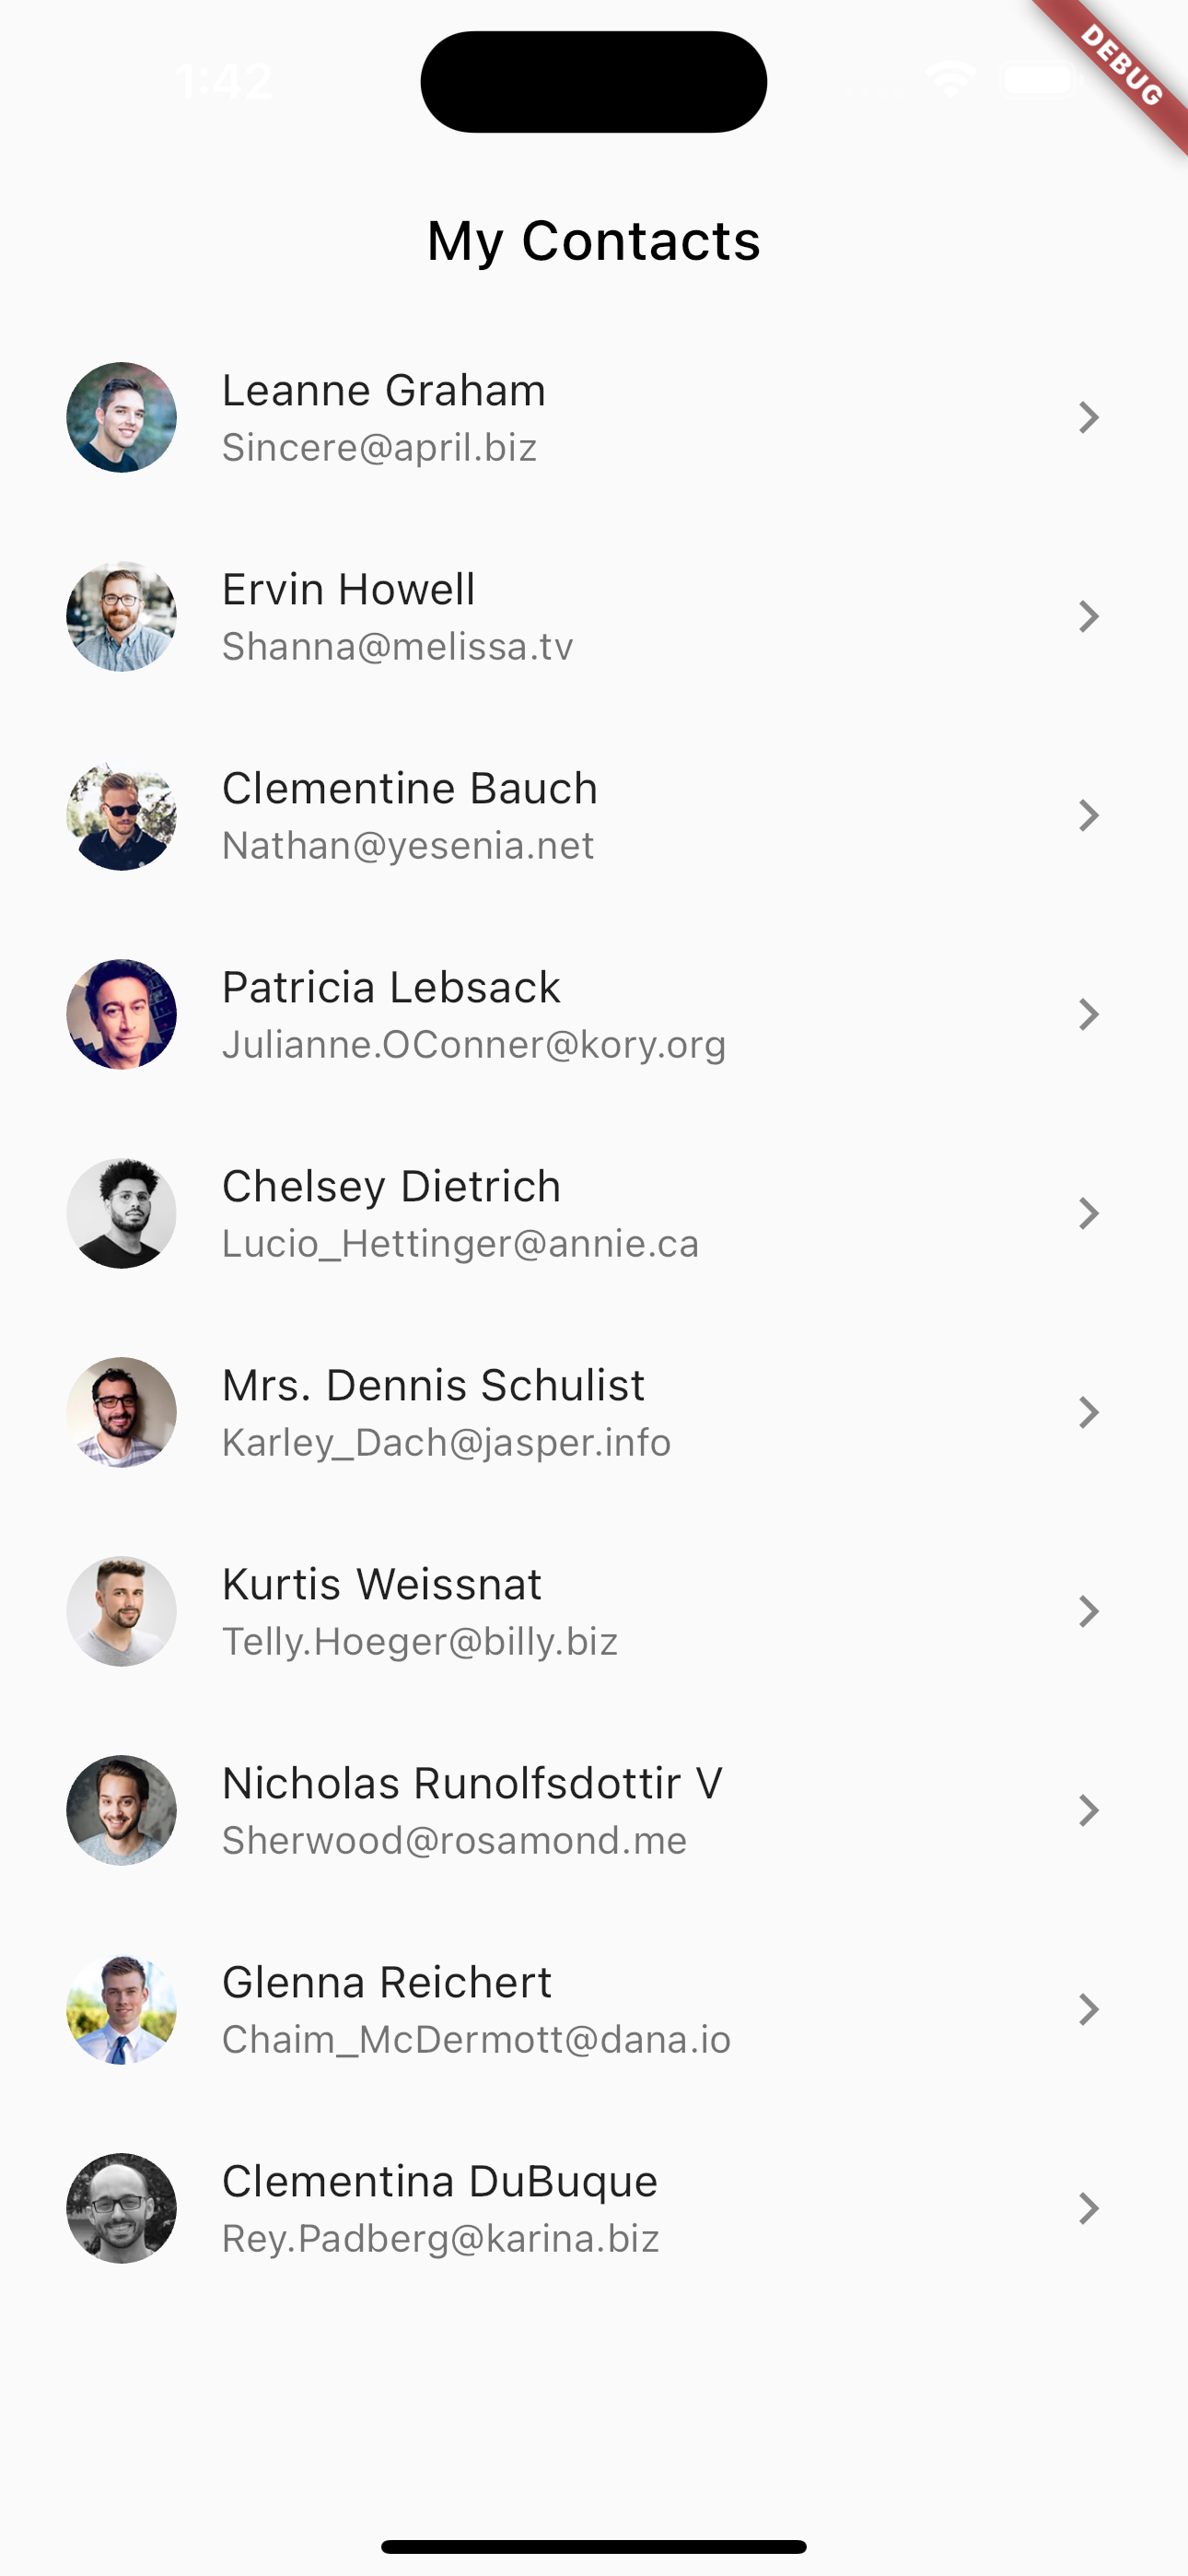 1:42
DEBUG
My Contacts
Leanne Graham
Sincere@april.biz
Ervin Howell
Shanna@melissa.tv
Clementine Bauch
Nathan@yesenia.net
Patricia Lebsack
Julianne.OConner@kory.org
Chelsey Dietrich
Lucio_Hettinger@annie.ca
Mrs. Dennis Schulist
Karley_Dach@jasper.info
Kurtis Weissnat
Telly.Hoeger@billy.biz
Nicholas Runolfsdottir V
Sherwood@rosamond.me
Glenna Reichert
Chaim_McDermott@dana.io
Clementina DuBuque
Rey.Padberg@karina.biz